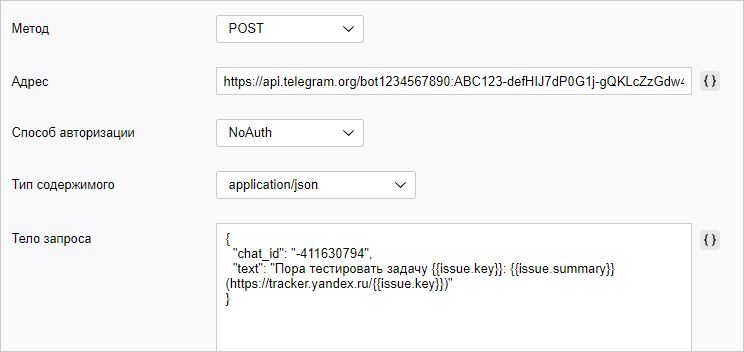 Метод POST
Адрес https://api.telegram.org/bot1234567890:ABC123-defHIJ7dP0G1j-gQKLcZzGdw4 { }
Способ авторизации NoAuth
Тип содержимого application/json
Тело запроса { { }
"chat_id": "-411630794",
"text": "Пора тестировать задачу {{issue.key}}: {{issue.summary}}
(https://tracker.yandex.ru/{{issue.key}})"
}